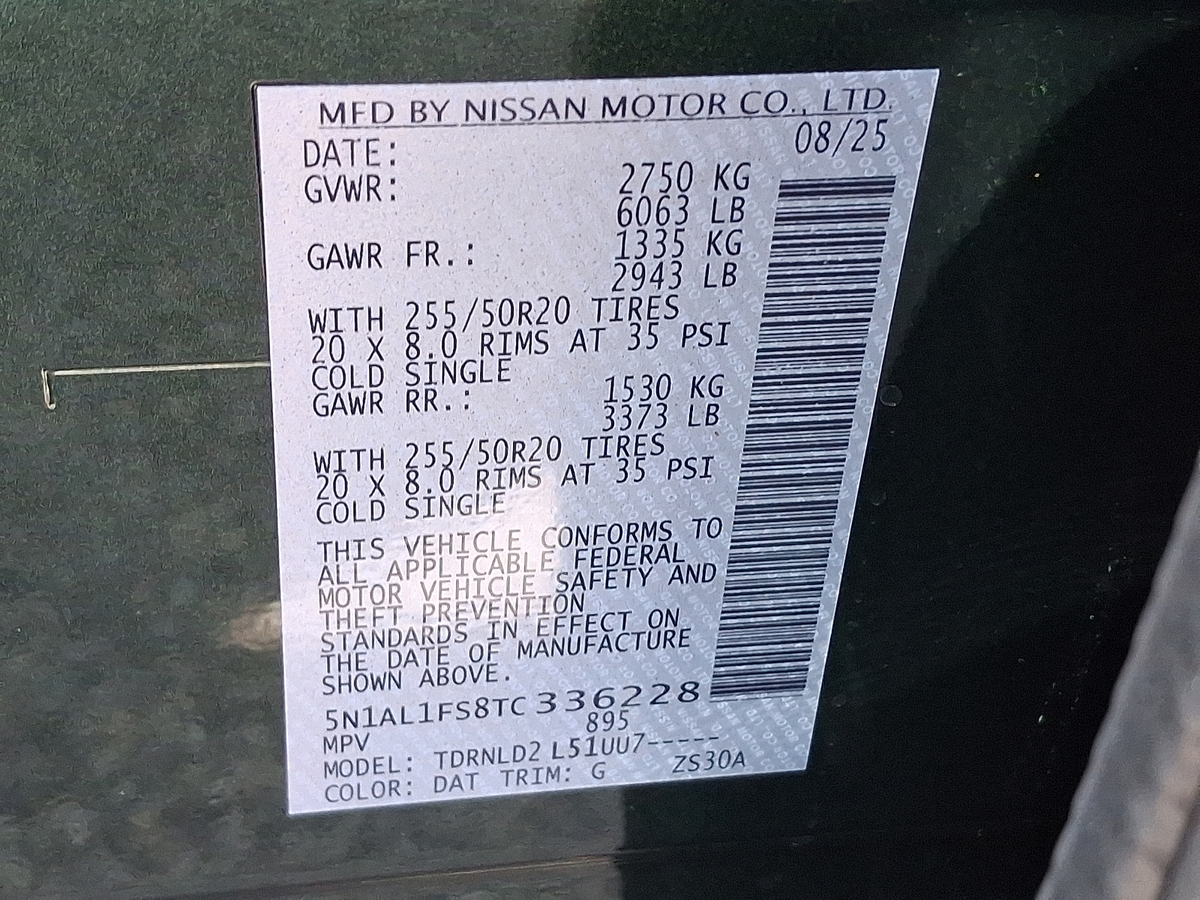 MFD BY NISSAN MOTOR CO., LTD.
DATE: 08/25
GVWR: 2750 KG
6063 LB
GAWR FR.: 1335 KG
2943 LB
WITH 255/50R20 TIRES
20 X 8.0 RIMS AT 35 PSI
COLD SINGLE
GAWR RR.: 1530 KG
3373 LB
WITH 255/50R20 TIRES
20 X 8.0 RIMS AT 35 PSI
COLD SINGLE
THIS VEHICLE CONFORMS TO
ALL APPLICABLE FEDERAL
MOTOR VEHICLE SAFETY AND
THEFT PREVENTION
STANDARDS IN EFFECT ON
THE DATE OF MANUFACTURE
SHOWN ABOVE.
5N1AL1FS8TC336228
MPV 895
MODEL: TDRNLD2 L51UU7-----
COLOR: DAT TRIM: G ZS30A